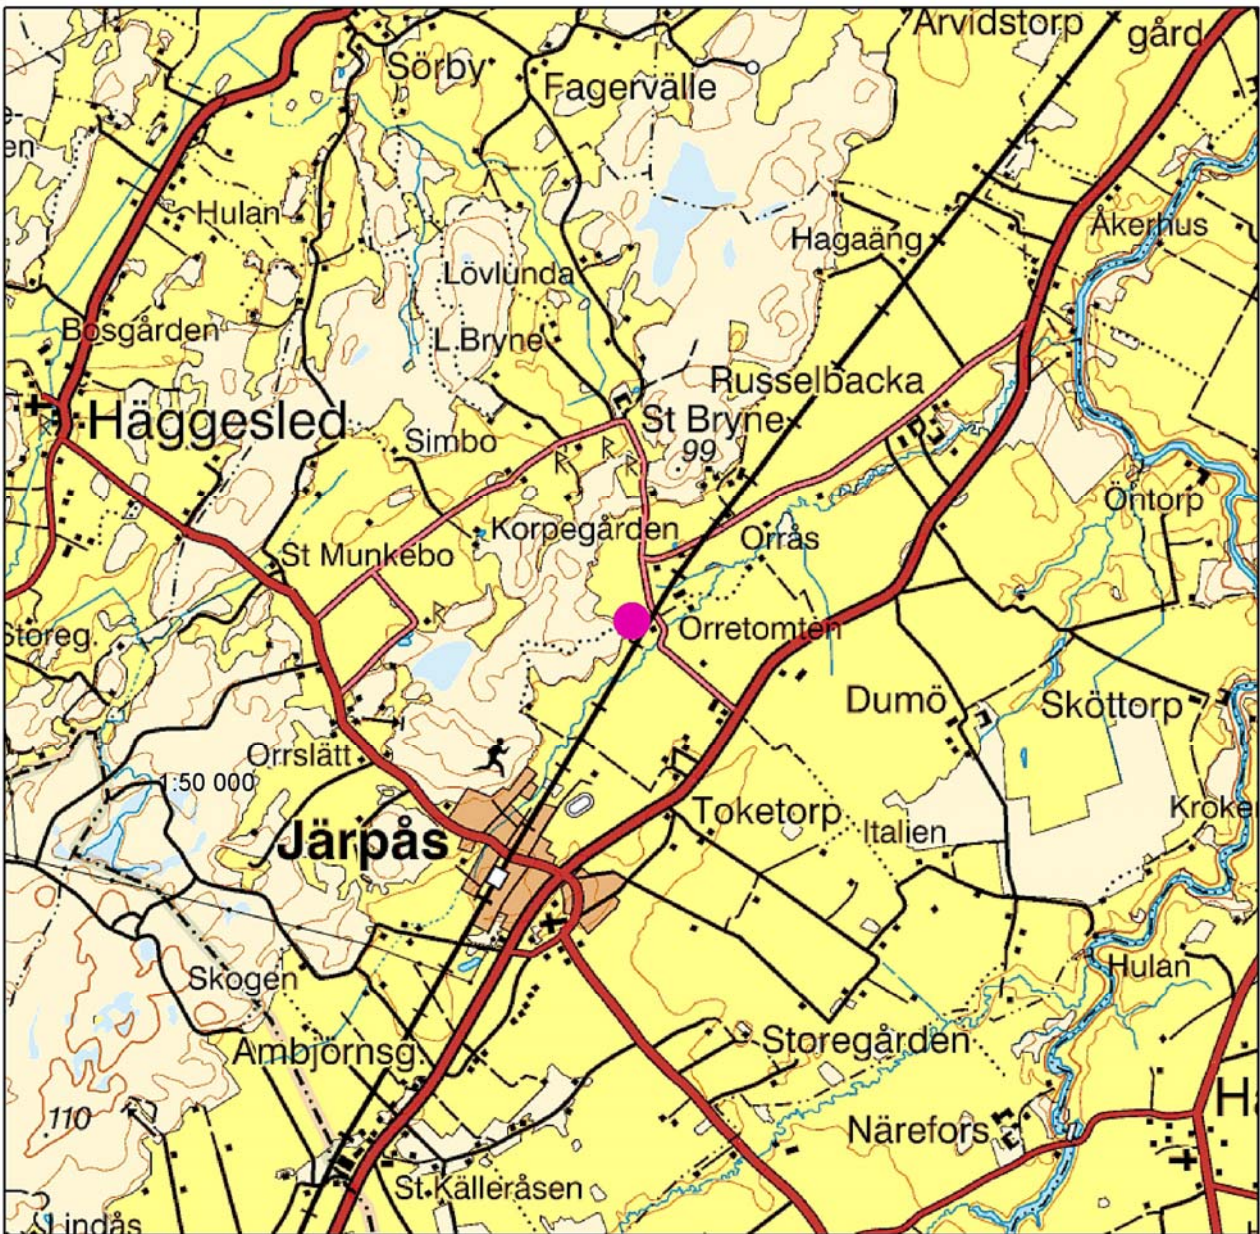 Arvidstorp
gård
Sörby
Fagervälle
en
Hulan
Åkerhus
Hagaäng
Lövlunda
Bosgården
L Bryne
Russelbacka
Häggesled
St Bryne
Simbo
99
R R R
Öntorp
Korpegården
Orrås
St Munkebo
R
Storeg.
Orretomten
Dumö
Sköttorp
Orrslätt
1:50 000
Kroke
Toketorp
Italien
Järpås
Hulan
Skogen
Storegården
Ambjörnsg.
110
Närefors
St Källeråsen
Lindås